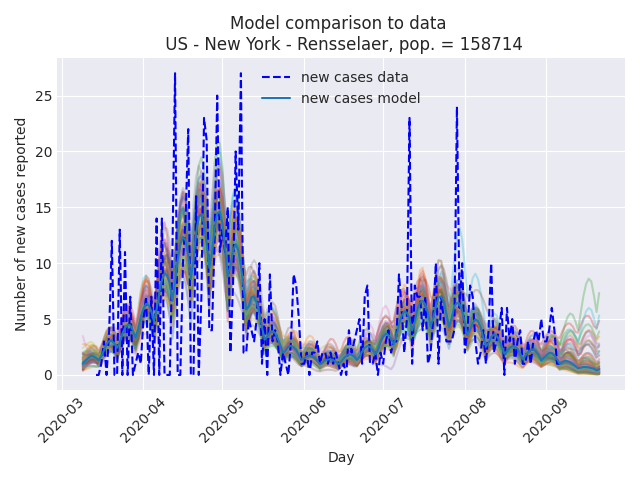 Model comparison to data
US - New York - Rensselaer, pop. = 158714
new cases data
new cases model
Number of new cases reported
25
20
15
10
5
0
2020-03
2020-04
2020-05
2020-06
2020-07
2020-08
2020-09
Day